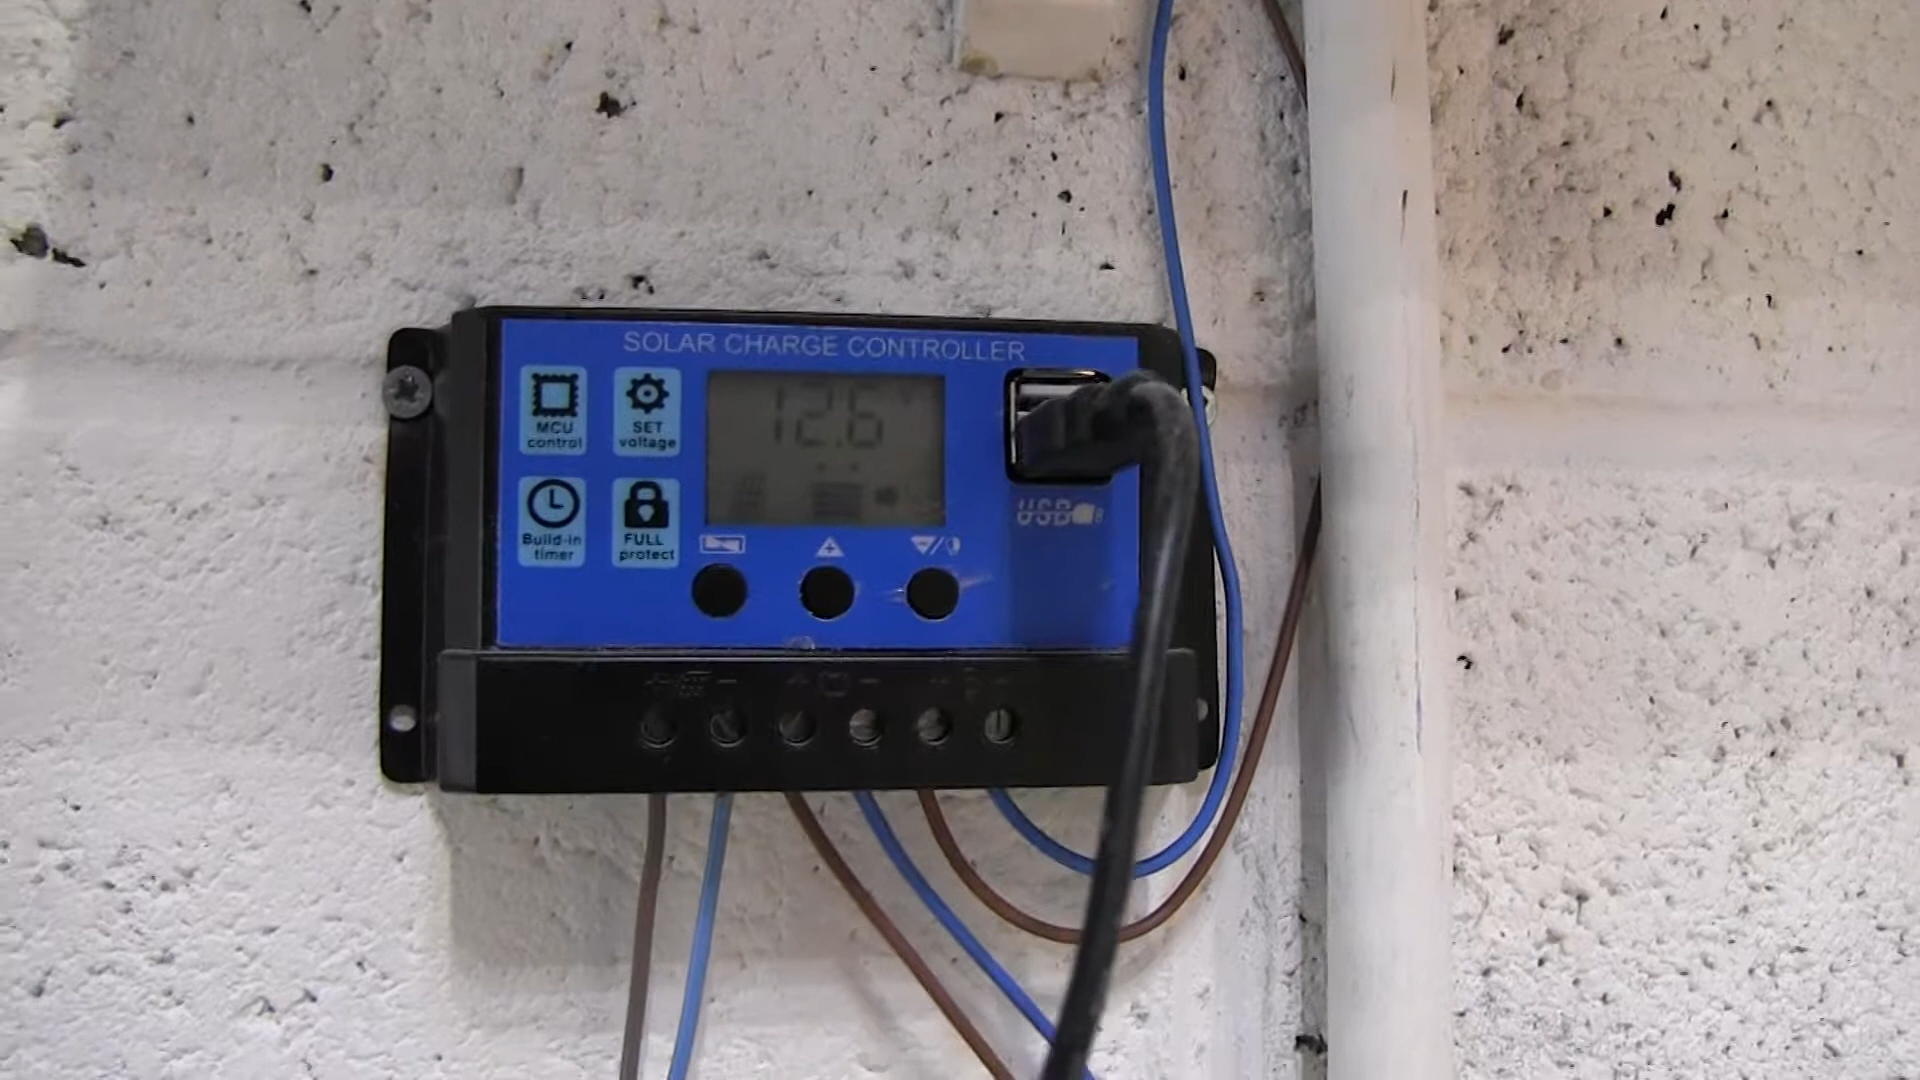 SOLAR CHARGE CONTROLLER
MCU
control
SET
voltage
12.6
Build-in
timer
FULL
protect
USB